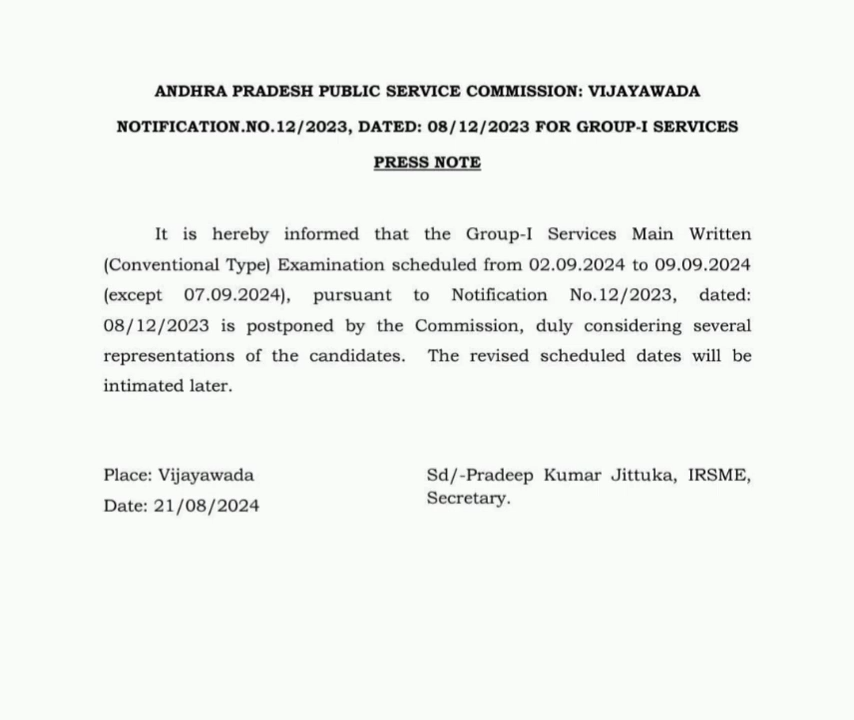 ANDHRA PRADESH PUBLIC SERVICE COMMISSION: VIJAYAWADA
NOTIFICATION.NO.12/2023, DATED: 08/12/2023 FOR GROUP-I SERVICES
PRESS NOTE
It is hereby informed that the Group-I Services Main Written
(Conventional Type) Examination scheduled from 02.09.2024 to 09.09.2024
(except 07.09.2024), pursuant to Notification No.12/2023, dated:
08/12/2023 is postponed by the Commission, duly considering several
representations of the candidates. The revised scheduled dates will be
intimated later.
Place: Vijayawada
Date: 21/08/2024
Sd/-Pradeep Kumar Jittuka, IRSME,
Secretary.